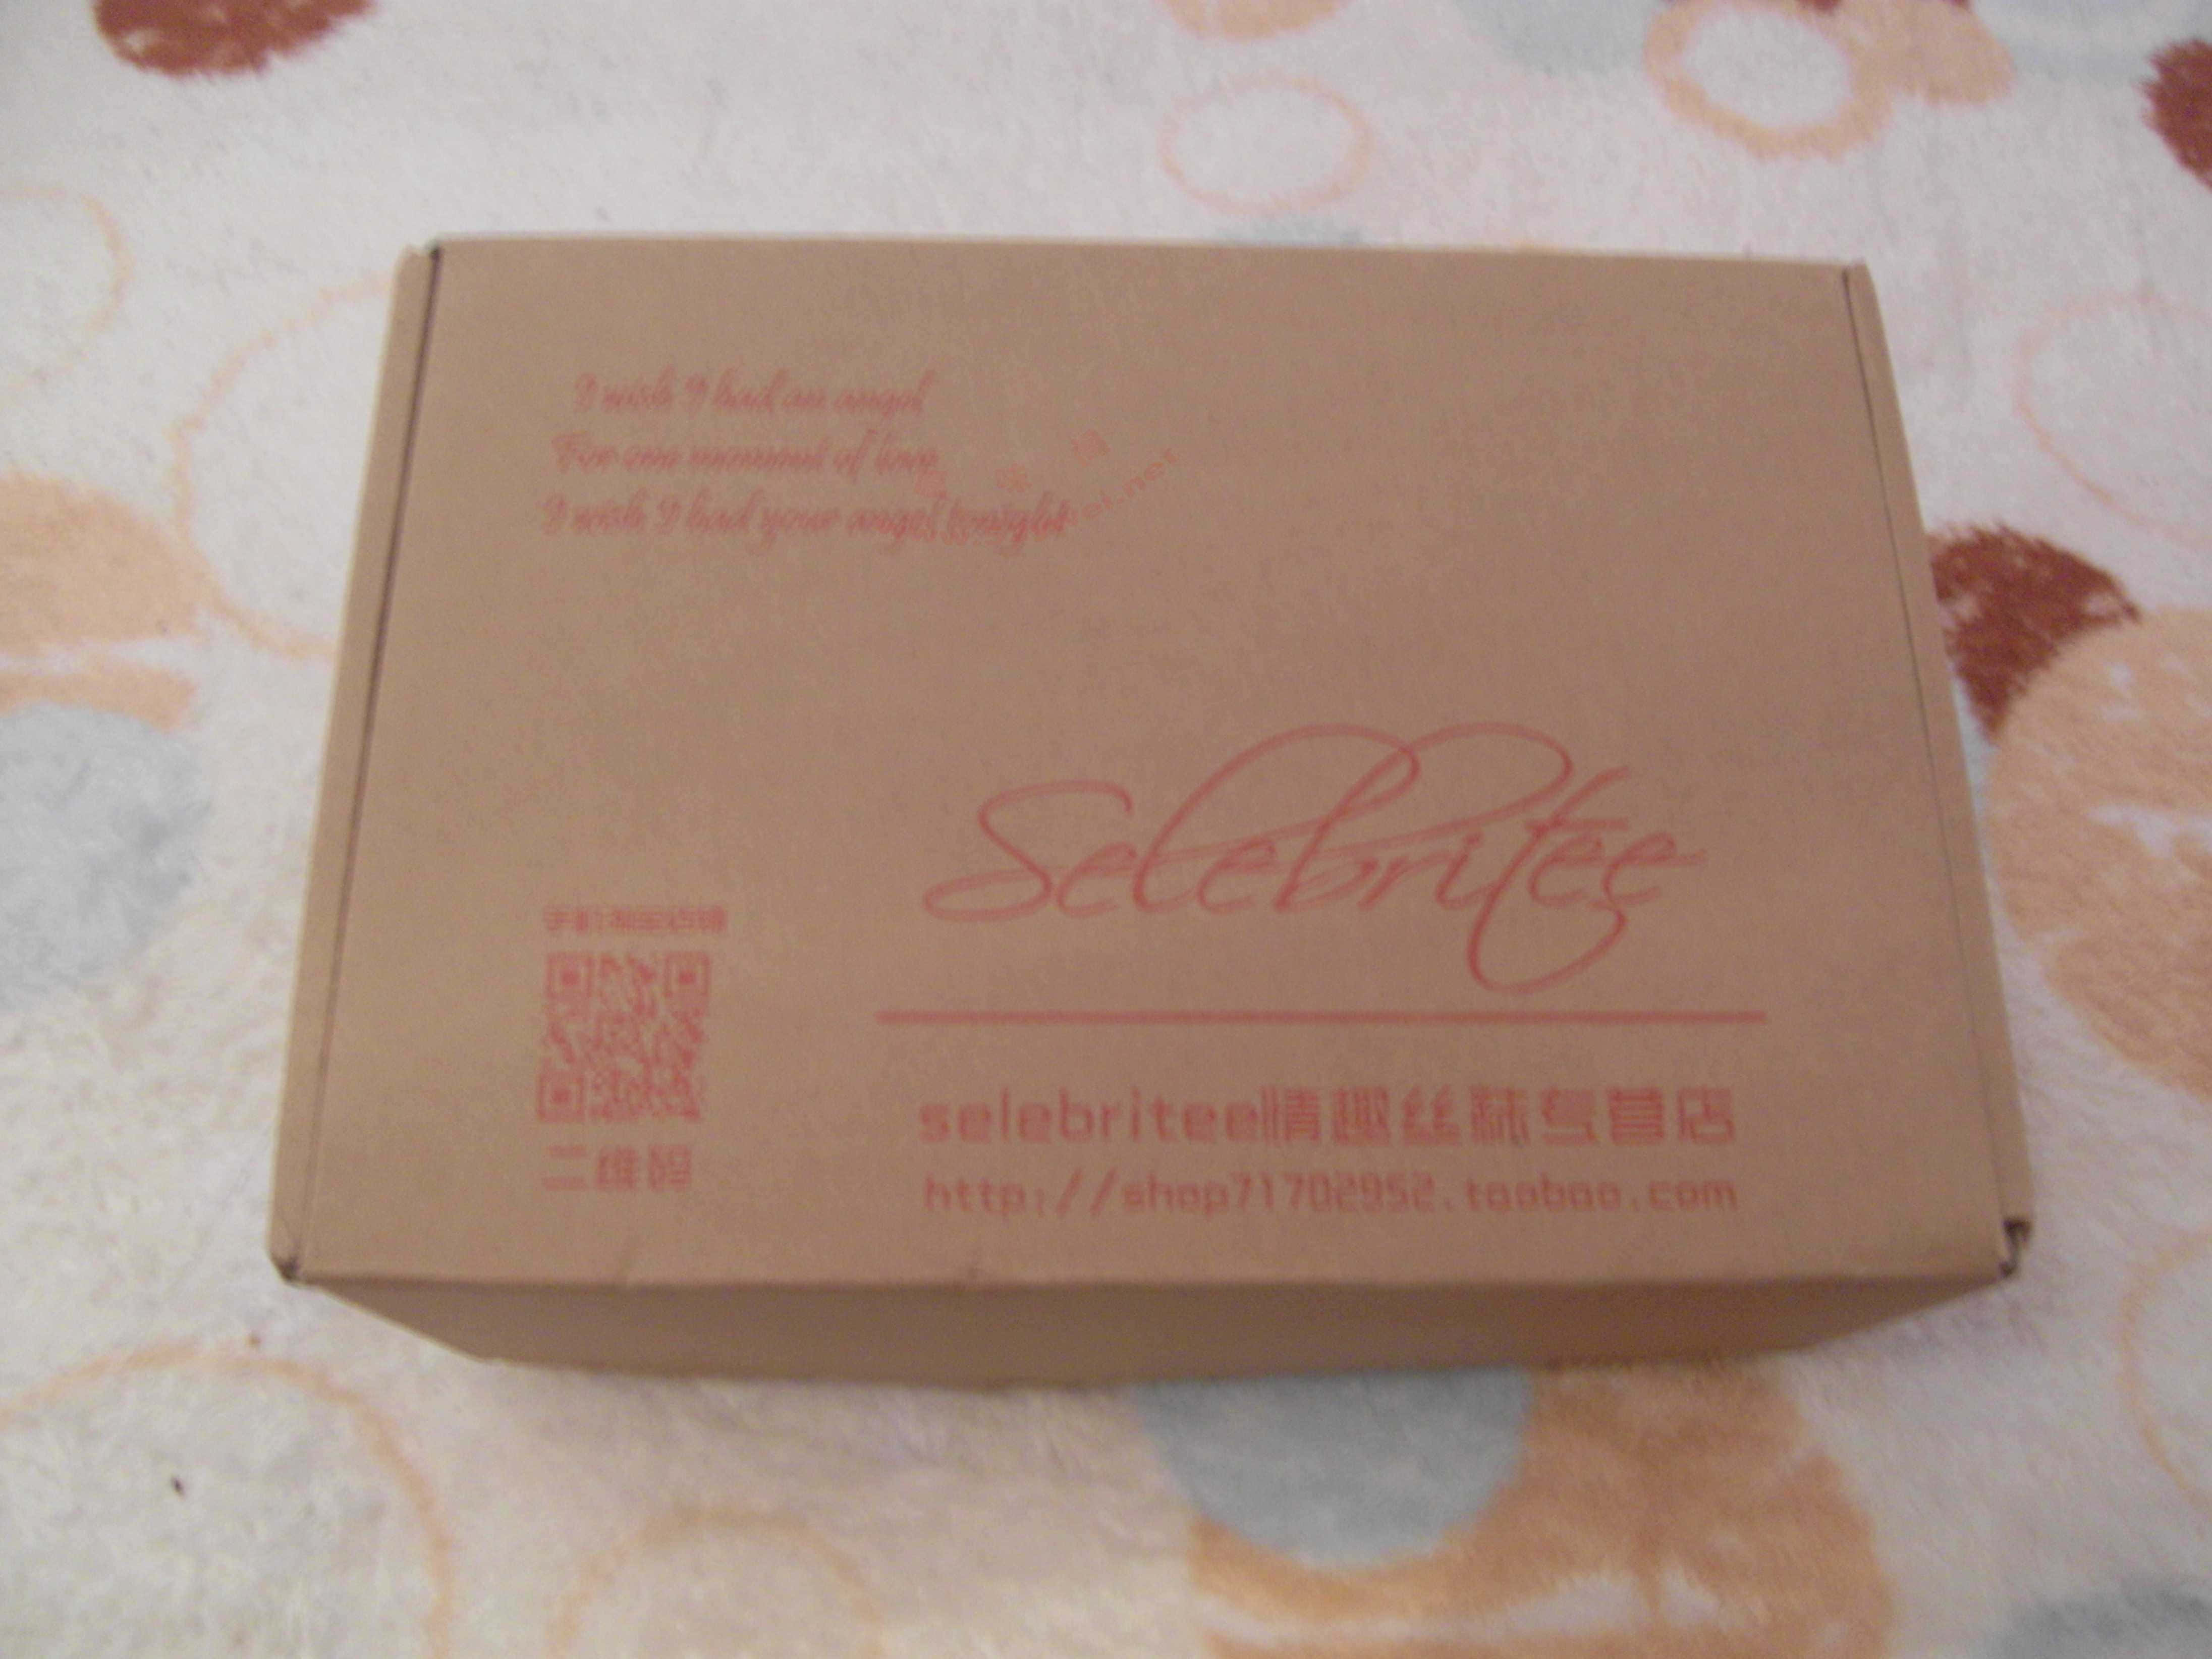 I wish I had an angel
For one moment of love
I wish I had your angel tonight
Selebritee
二维码
selebritee情趣丝袜专营店
http://shop71702952.taobao.com